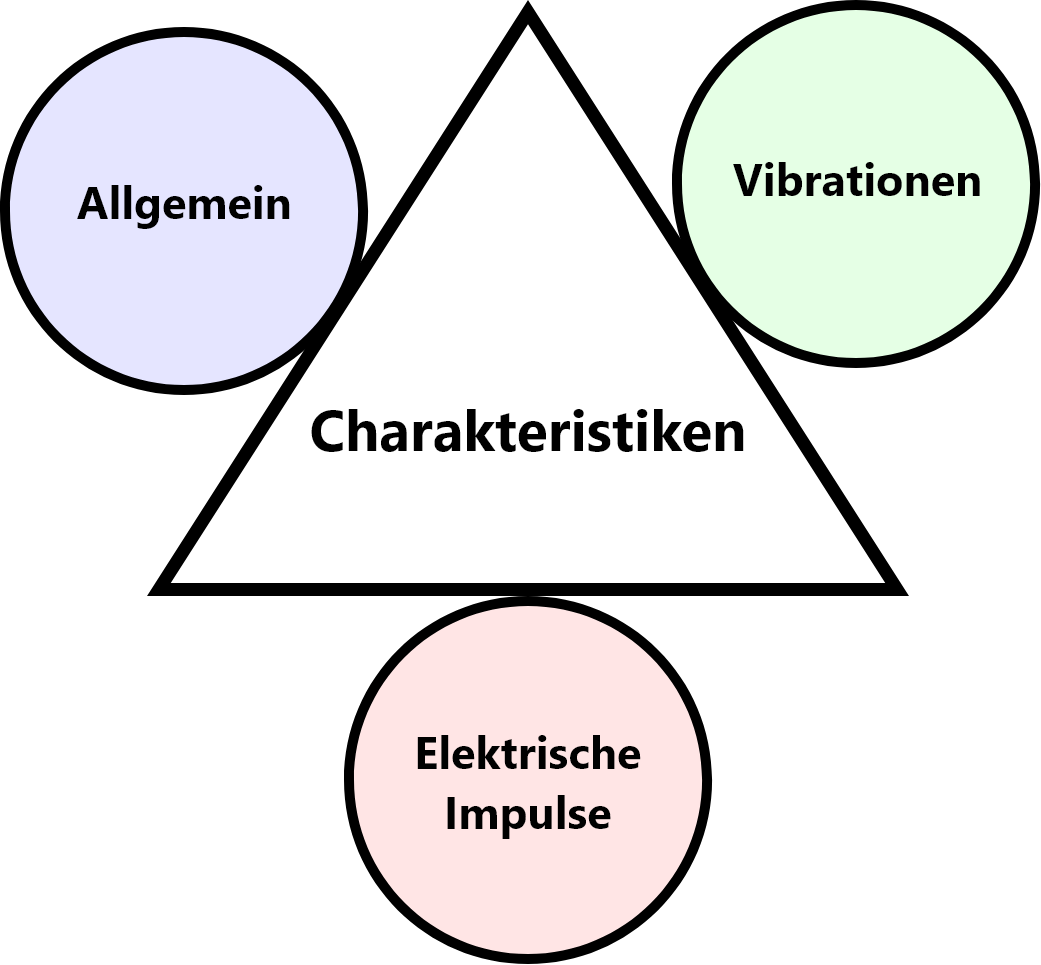 Allgemein
Vibrationen
Charakteristiken
Elektrische
Impulse